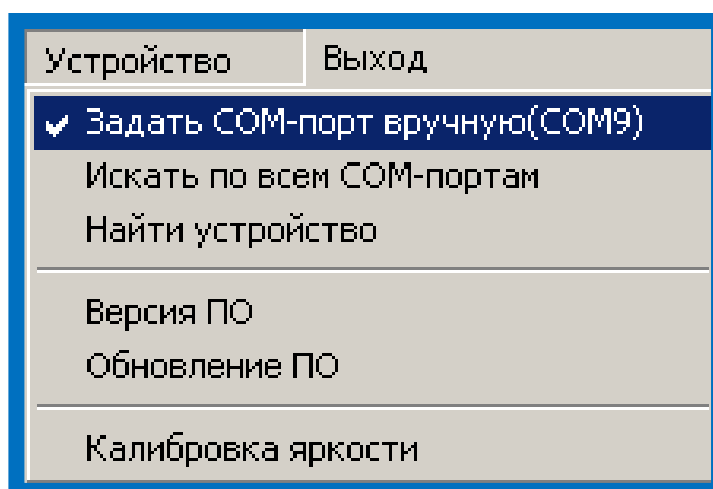 Устройство Выход
Задать COM-порт вручную(COM9)
Искать по всем COM-портам
Найти устройство
Версия ПО
Обновление ПО
Калибровка яркости